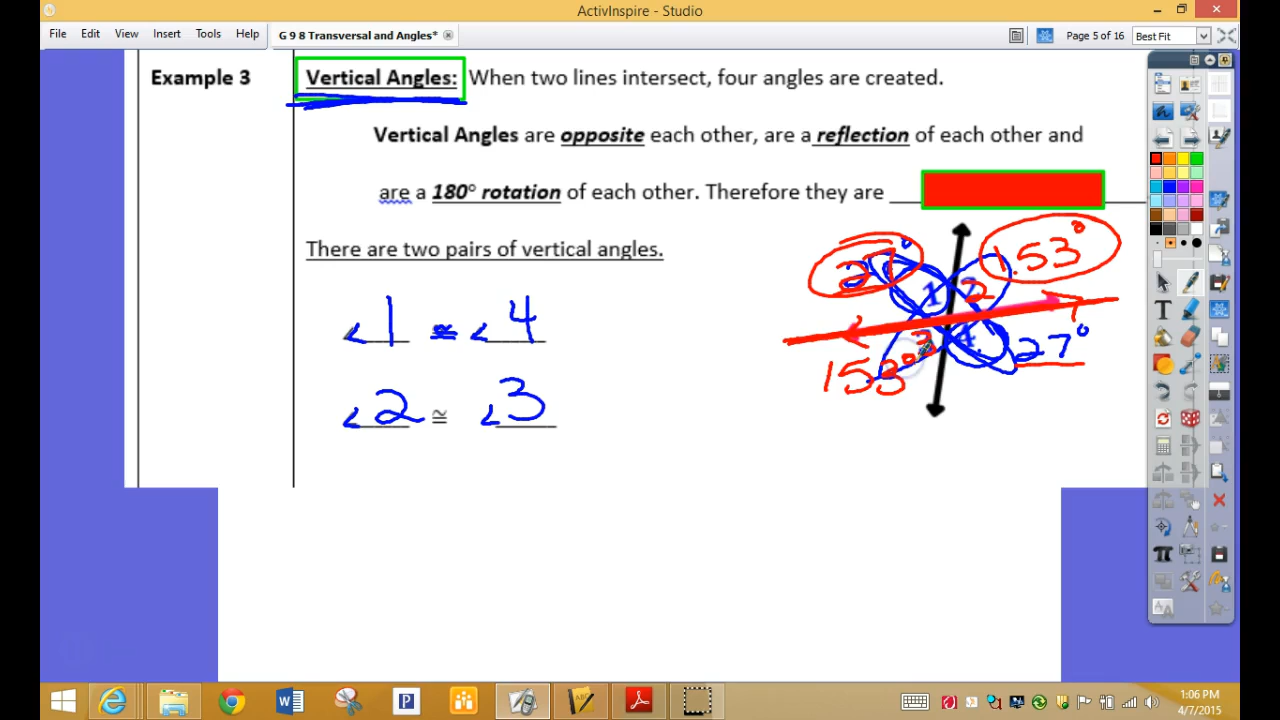 ActivInspire - Studio
File Edit View Insert Tools Help
G 9 8 Transversal and Angles*
Page 5 of 16
Best Fit
Example 3
Vertical Angles: When two lines intersect, four angles are created.
Vertical Angles are opposite each other, are a reflection of each other and
are a 180° rotation of each other. Therefore they are
There are two pairs of vertical angles.
<1 ≅ <4
<2 ≅ <3
27°
153°
1 2
3 4
153°
27°
1:06 PM
4/7/2015